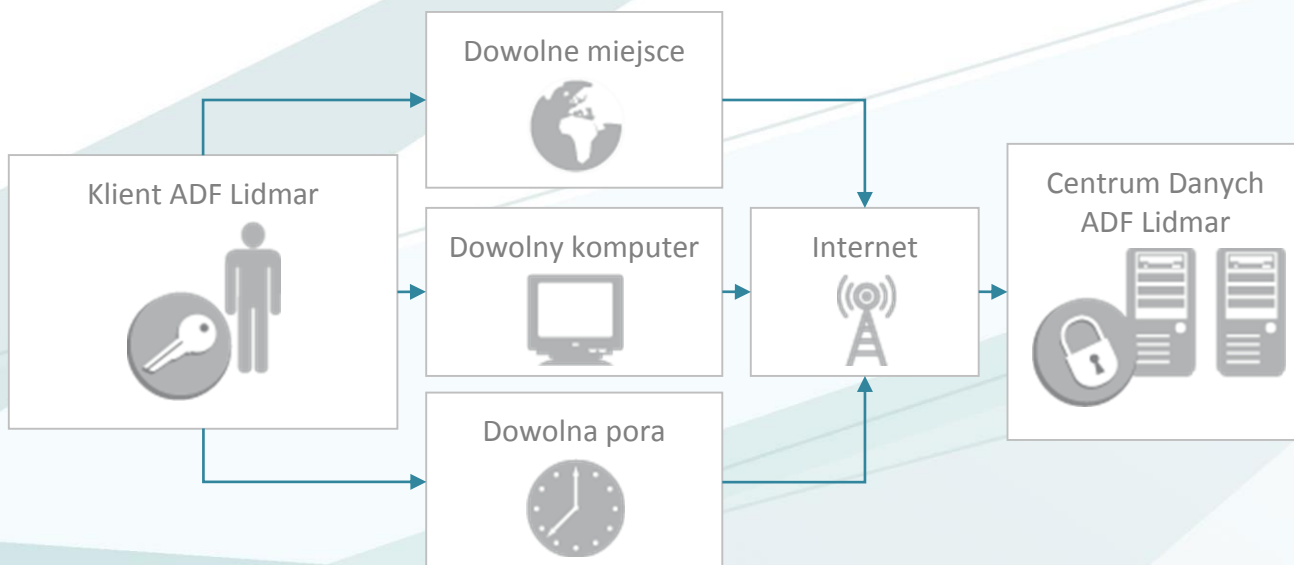 Dowolne miejsce
Klient ADF Lidmar
Dowolny komputer
Dowolna pora
Internet
Centrum Danych
ADF Lidmar